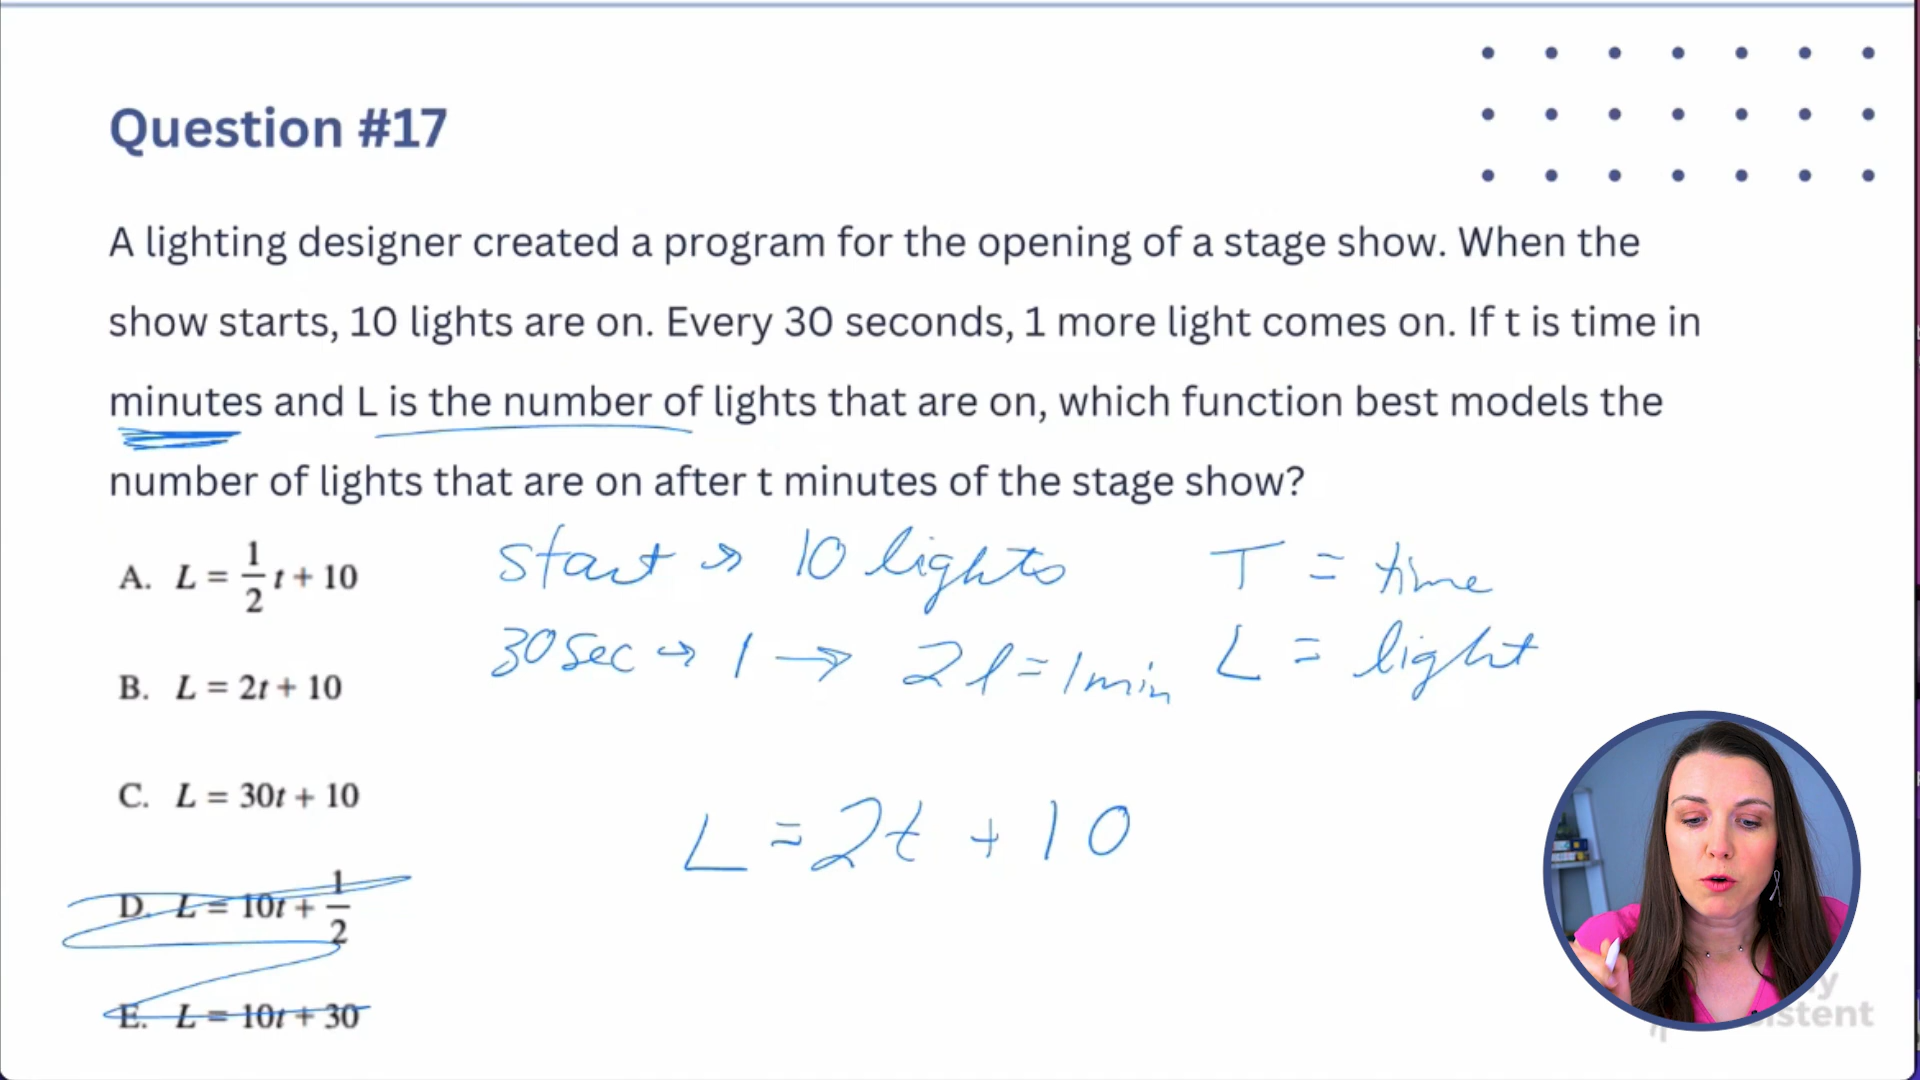 Question #17
A lighting designer created a program for the opening of a stage show. When the
show starts, 10 lights are on. Every 30 seconds, 1 more light comes on. If t is time in
minutes and L is the number of lights that are on, which function best models the
number of lights that are on after t minutes of the stage show?
A. L = 1/2 t + 10
start → 10 lights
T = time
30sec → 1 → 2l = 1min
L = light
B. L = 2t + 10
C. L = 30t + 10
L = 2t + 10
D. L = 10t + 1/2
E. L = 10t + 30